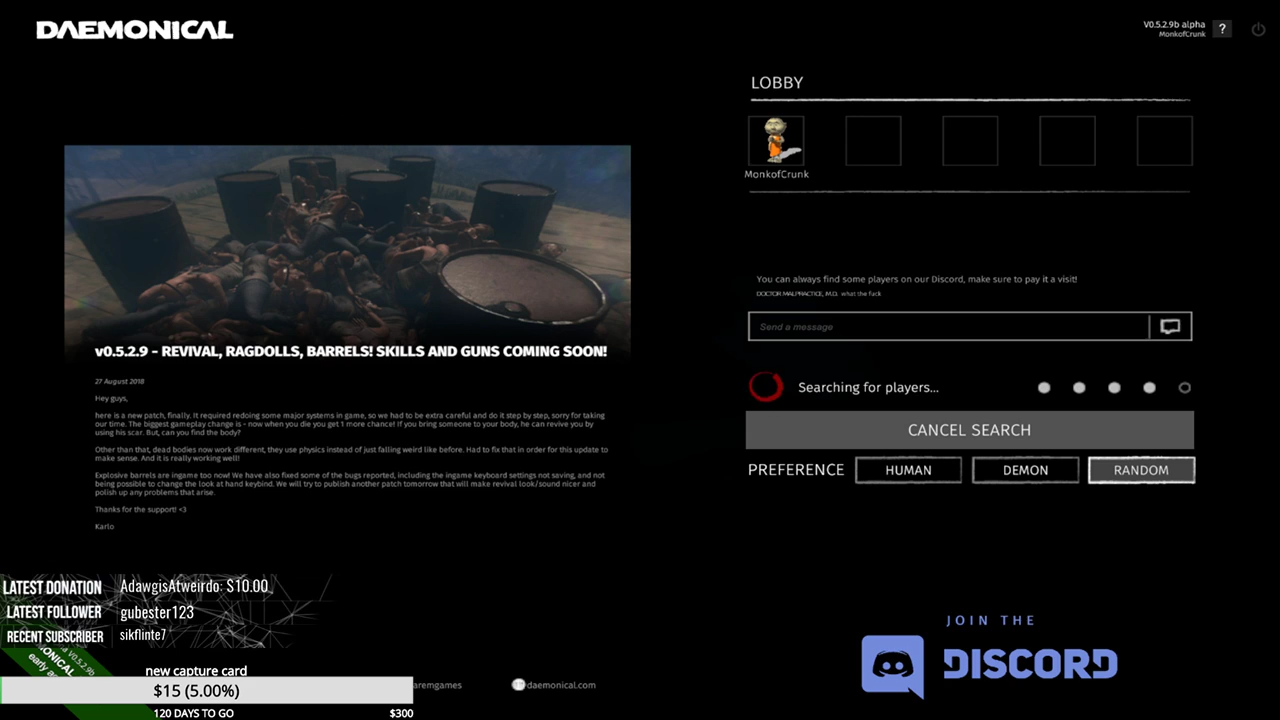 DAEMONICAL
V0.5.2.9b alpha
MonkofCrunk
?
LOBBY
MonkofCrunk
v0.5.2.9 - REVIVAL, RAGDOLLS, BARRELS! SKILLS AND GUNS COMING SOON!
27 August 2018
Hey guys,
here is a new patch, finally. It required redoing some major systems in game, so we had to be extra careful and do it step by step, sorry for taking
our time. The biggest gameplay change is - now when you die you get 1 more chance! If you bring someone to your body, he can revive you by
using his scar. But, can you find the body?
Other than that, dead bodies now work different, they use physics instead of just falling weird like before. Had to fix that in order for this update to
make sense. And it is really working well!
Explosive barrels are ingame too now! We have also fixed some of the bugs reported, including the ingame keyboard settings not saving, and not
being possible to change the look at hand keybind. We will try to publish another patch tomorrow that will make revival look/sound nicer and
polish up any problems that arise.
Thanks for the support! <3
Karlo
You can always find some players on our Discord, make sure to pay it a visit!
DOCTOR MALPRACTICE, M.D. what the fuck
Send a message
Searching for players...
CANCEL SEARCH
PREFERENCE HUMAN DEMON RANDOM
JOIN THE
DISCORD
LATEST DONATION AdawgisAtweirdo: $10.00
LATEST FOLLOWER gubester123
RECENT SUBSCRIBER sikflinte7
V0.5.2.9b
MONICAL
early a
new capture card
$15 (5.00%)
120 DAYS TO GO $300
aremgames
daemonical.com